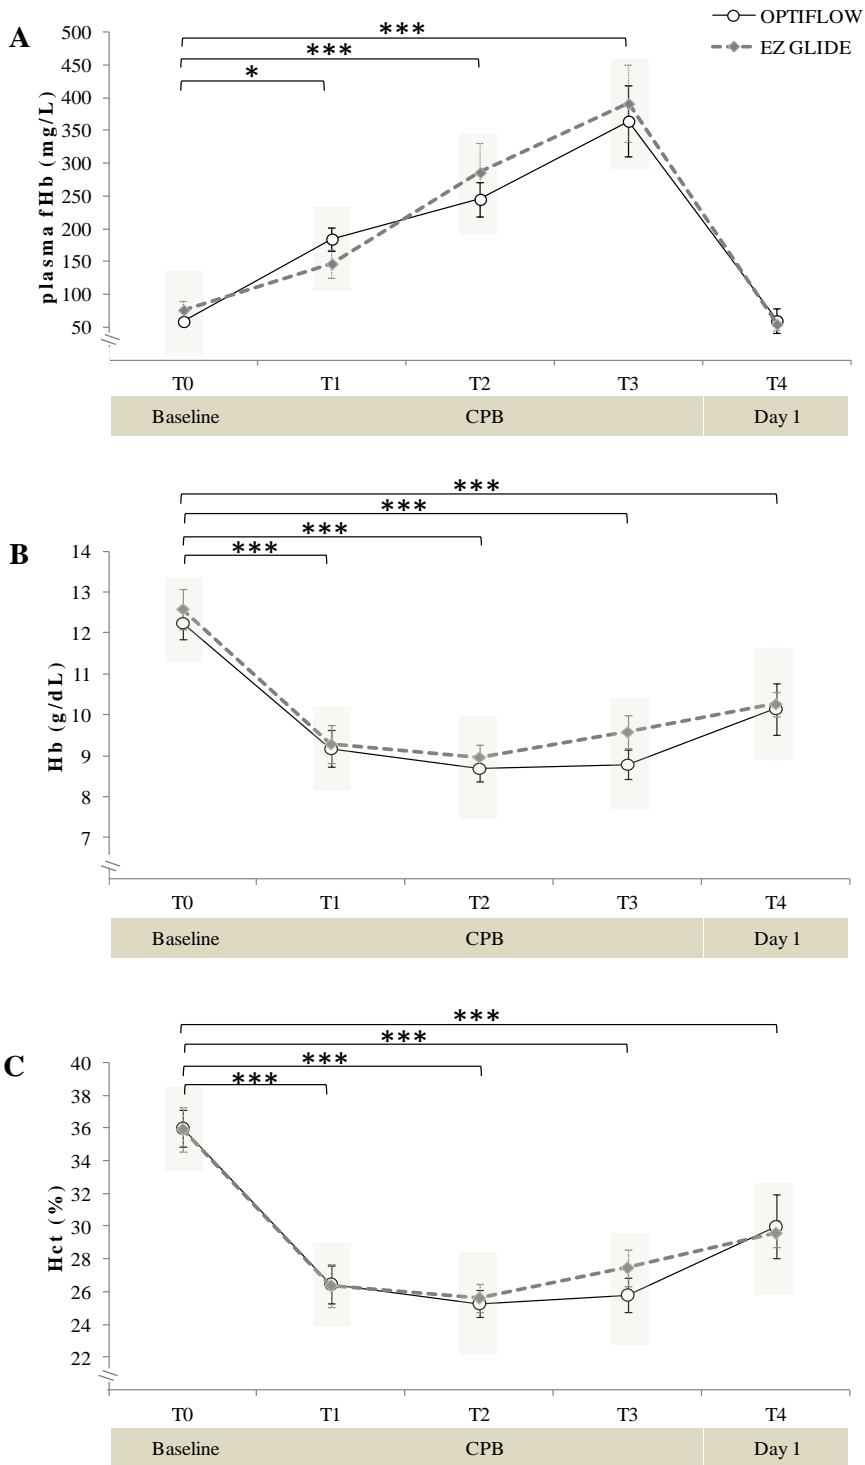 OPTIFLOW
EZ GLIDE
A
***
***
*
plasma fHb (mg/L)
500
450
400
350
300
250
200
150
100
50
T0 T1 T2 T3 T4
Baseline CPB Day 1
B
***
***
***
***
Hb (g/dL)
14
13
12
11
10
9
8
7
T0 T1 T2 T3 T4
Baseline CPB Day 1
C
***
***
***
***
Hct (%)
40
38
36
34
32
30
28
26
24
22
T0 T1 T2 T3 T4
Baseline CPB Day 1